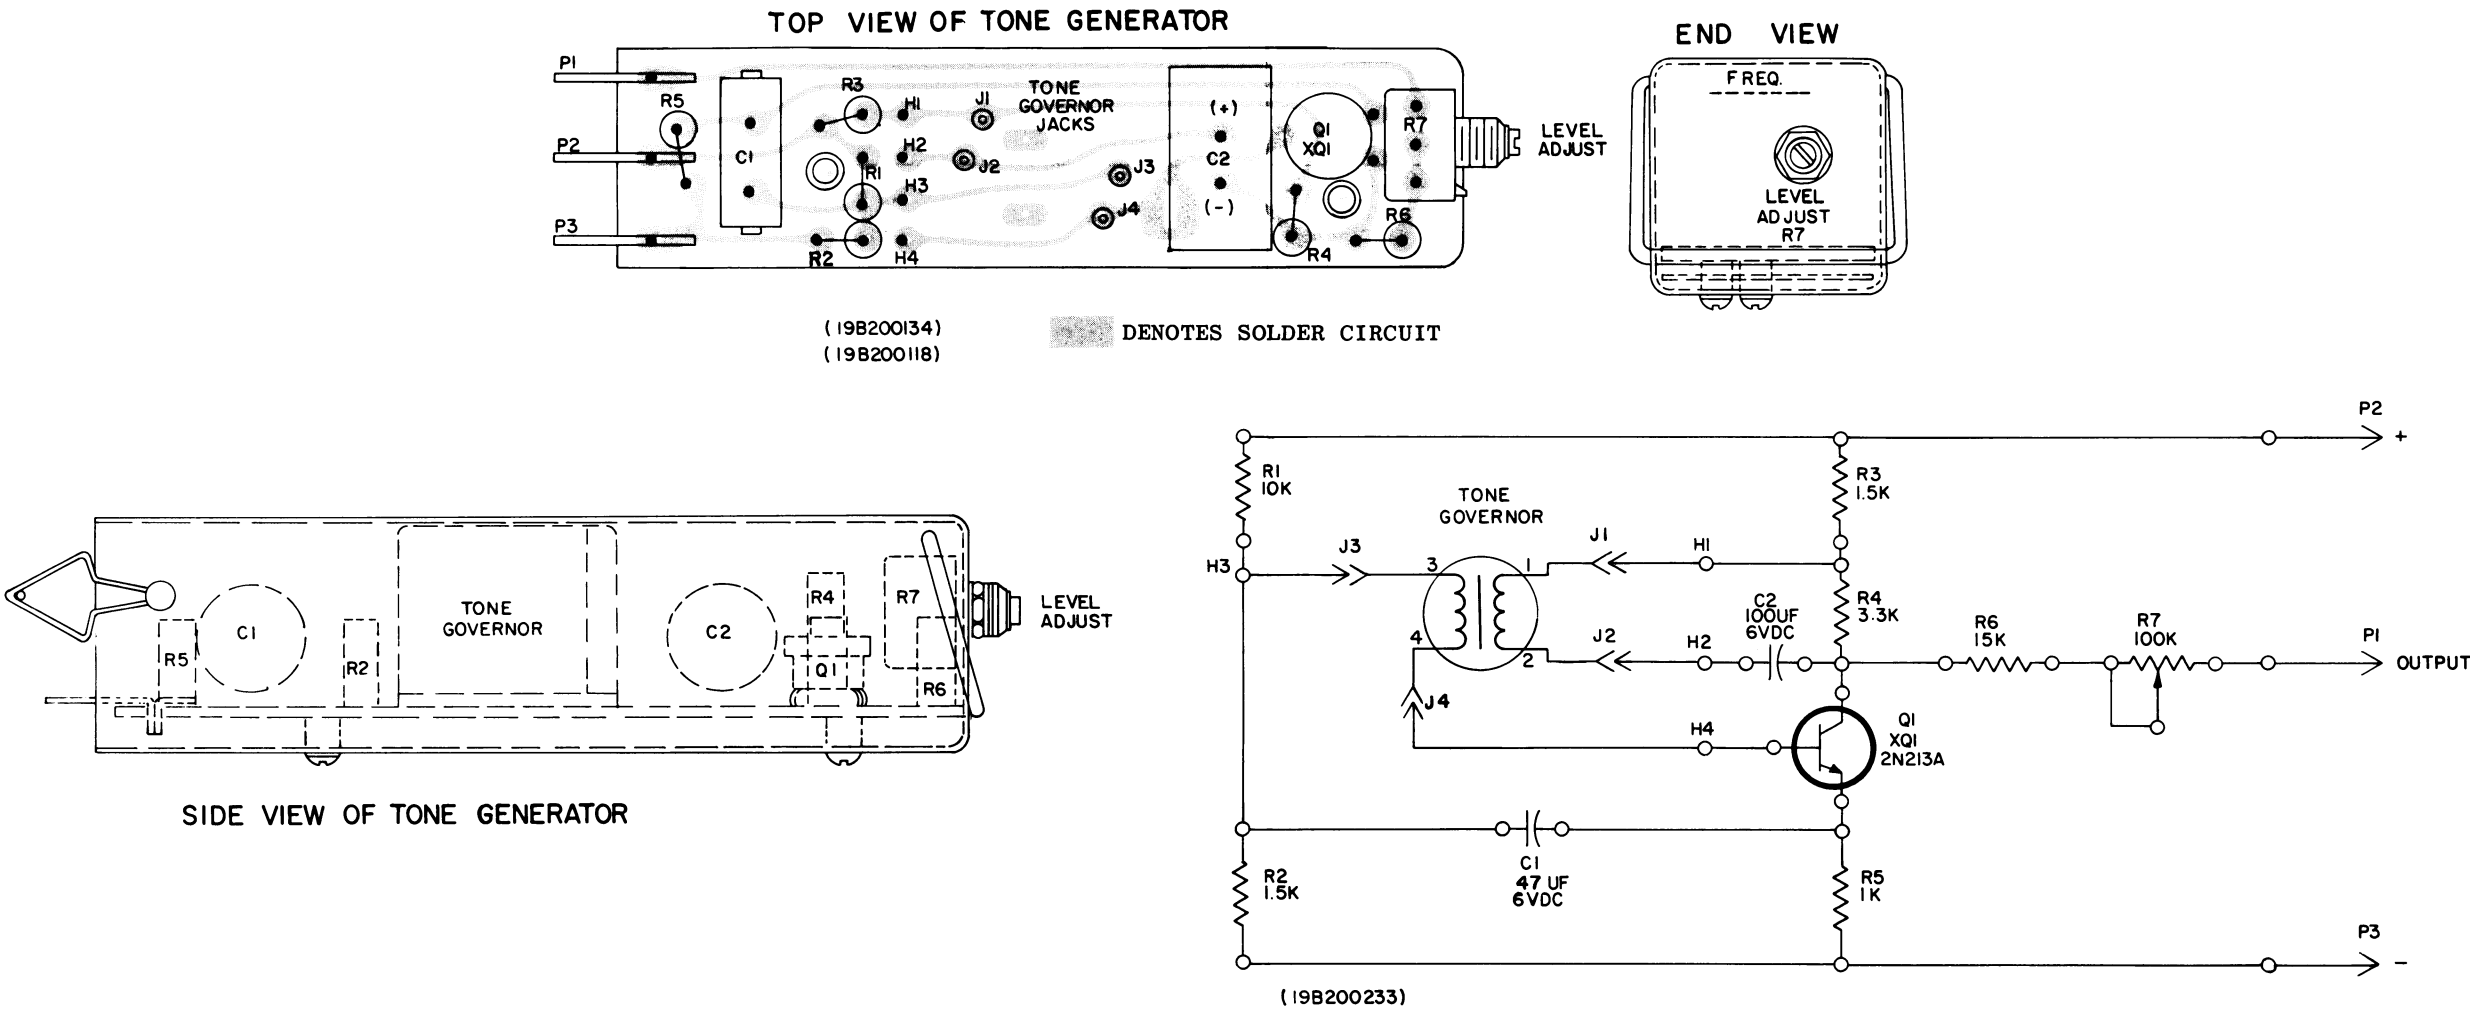 TOP VIEW OF TONE GENERATOR
P1
R5
P2
P3
C1
R3
R1
R2
H1
H2
H3
H4
J1
J2
TONE
GOVERNOR
JACKS
J3
J4
(+)
C2
(-)
Q1
XQ1
R4
R7
R6
LEVEL
ADJUST
END VIEW
FREQ.
LEVEL
ADJUST
R7
(19B200134)
(19B200118)
DENOTES SOLDER CIRCUIT
R5
C1
R2
TONE
GOVERNOR
C2
R4
Q1
R7
R6
LEVEL
ADJUST
SIDE VIEW OF TONE GENERATOR
P2
+
R1
10K
R3
1.5K
TONE
GOVERNOR
H3
J3
3
1
J1
H1
4
2
J2
H2
C2
100UF
6VDC
R4
3.3K
R6
15K
R7
100K
P1
OUTPUT
J4
H4
Q1
XQ1
2N213A
C1
47 UF
6VDC
R2
1.5K
R5
1K
P3
-
(19B200233)